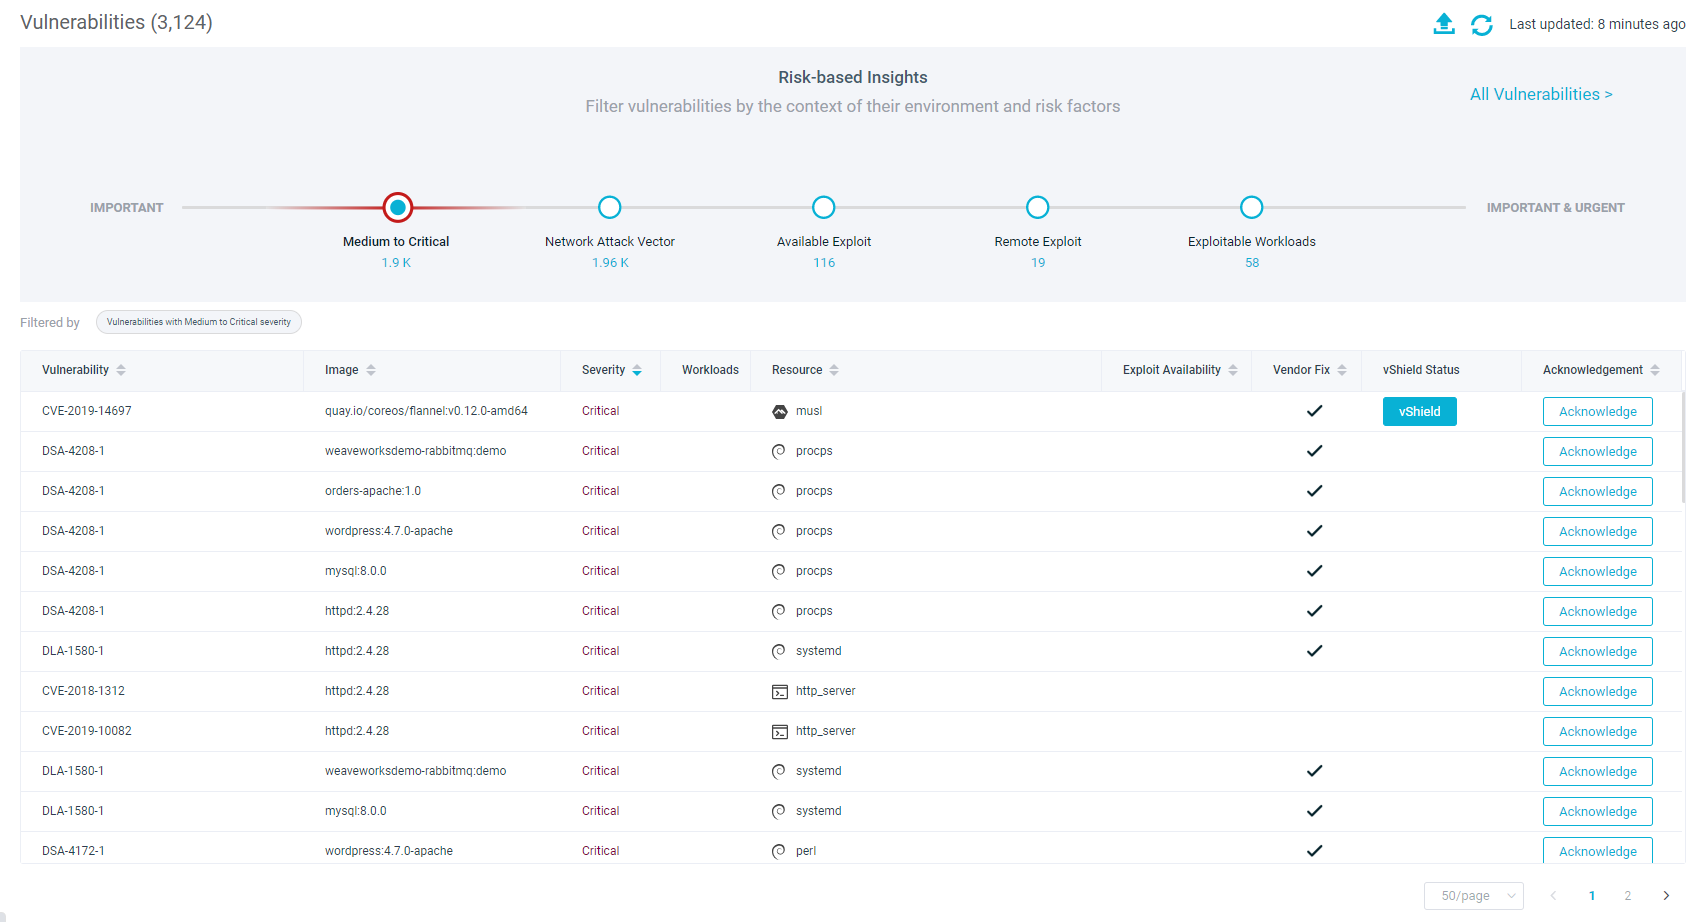 Vulnerabilities (3,124)
Last updated: 8 minutes ago
Risk-based Insights
Filter vulnerabilities by the context of their environment and risk factors
All Vulnerabilities >
IMPORTANT
IMPORTANT & URGENT
Medium to Critical
Network Attack Vector
Available Exploit
Remote Exploit
Exploitable Workloads
1.9 K
1.96 K
116
19
58
Filtered by Vulnerabilities with Medium to Critical severity
Vulnerability Image Severity Workloads Resource Exploit Availability Vendor Fix vShield Status Acknowledgement
CVE-2019-14697 quay.io/coreos/flannel:v0.12.0-amd64 Critical musl vShield Acknowledge
DSA-4208-1 weaveworksdemo-rabbitmq:demo Critical procps Acknowledge
DSA-4208-1 orders-apache:1.0 Critical procps Acknowledge
DSA-4208-1 wordpress:4.7.0-apache Critical procps Acknowledge
DSA-4208-1 mysql:8.0.0 Critical procps Acknowledge
DSA-4208-1 httpd:2.4.28 Critical procps Acknowledge
DLA-1580-1 httpd:2.4.28 Critical systemd Acknowledge
CVE-2018-1312 httpd:2.4.28 Critical http_server Acknowledge
CVE-2019-10082 httpd:2.4.28 Critical http_server Acknowledge
DLA-1580-1 weaveworksdemo-rabbitmq:demo Critical systemd Acknowledge
DLA-1580-1 mysql:8.0.0 Critical systemd Acknowledge
DSA-4172-1 wordpress:4.7.0-apache Critical perl Acknowledge
50/page < 1 2 >